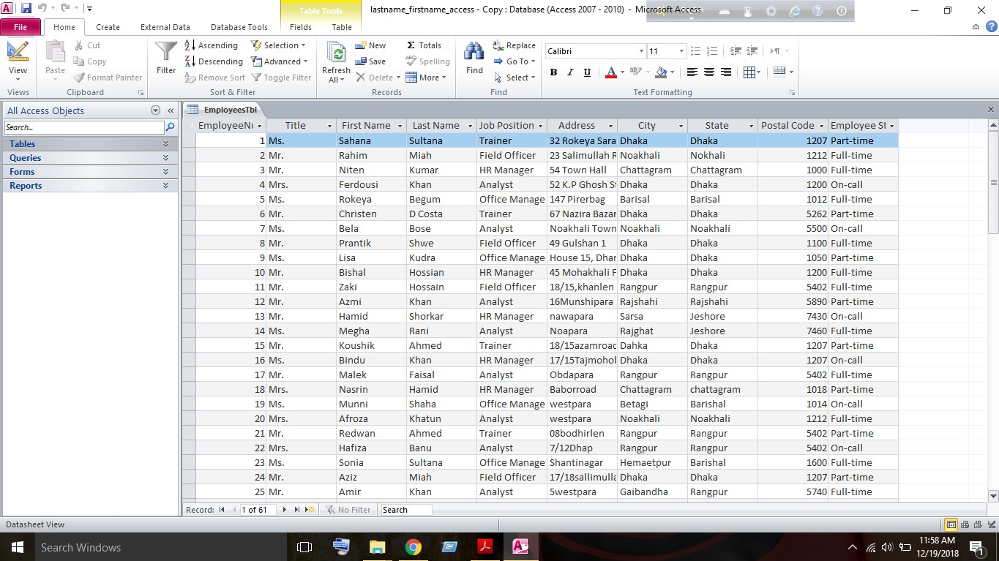 Table Tools
lastname_firstname_access - Copy : Database (Access 2007 - 2010) - Microsoft Access
File Home Create External Data Database Tools Fields Table
View Paste Cut Copy Format Painter Filter Ascending Descending Remove Sort Selection Advanced Toggle Filter Refresh All New Save Delete Totals Spelling More Find Replace Go To Select Calibri 11
Views Clipboard Sort & Filter Records Find Text Formatting
All Access Objects
Search...
Tables
Queries
Forms
Reports
EmployeesTbl
EmployeeNu Title First Name Last Name Job Position Address City State Postal Code Employee St
1 Ms. Sahana Sultana Trainer 32 Rokeya Sara Dhaka Dhaka 1207 Part-time
2 Mr. Rahim Miah Field Officer 23 Salimullah R Noakhali Nokhali 1212 Full-time
3 Mr. Niten Kumar HR Manager 54 Town Hall Chattagram Chattagram 1000 Full-time
4 Mrs. Ferdousi Khan Analyst 52 K.P Ghosh St Dhaka Dhaka 1200 On-call
5 Ms. Rokeya Begum Office Manage 147 Pirerbag Barisal Barisal 1012 Full-time
6 Mr. Christen D Costa Trainer 67 Nazira Bazar Dhaka Dhaka 5262 Part-time
7 Ms. Bela Bose Analyst Noakhali Town Noakhali Noakhali 5500 On-call
8 Mr. Prantik Shwe Field Officer 49 Gulshan 1 Dhaka Dhaka 1100 Full-time
9 Ms. Lisa Kudra Office Manage House 15, Dhar Dhaka Dhaka 1050 Part-time
10 Mr. Bishal Hossian HR Manager 45 Mohakhali F Dhaka Dhaka 1200 Full-time
11 Mr. Zaki Hossain Field Officer 18/15,khanlen Rangpur Rangpur 5402 Full-time
12 Mr. Azmi Khan Analyst 16Munshipara Rajshahi Rajshahi 5890 Part-time
13 Mr. Hamid Shorkar HR Manager nawapara Sarsa Jeshore 7430 On-call
14 Ms. Megha Rani Analyst Noapara Rajghat Jeshore 7460 Full-time
15 Mr. Koushik Ahmed Trainer 18/15azamroad Dahka Dhaka 1207 Part-time
16 Ms. Bindu Khan HR Manager 17/15Tajmohol Dhaka Dhaka 1207 On-call
17 Mr. Malek Faisal Analyst Obdapara Rangpur Rangpur 5402 Full-time
18 Mrs. Nasrin Hamid HR Manager Baborroad Chattagram chattagram 1018 Part-time
19 Ms. Munni Shaha Office Manage westpara Betagi Barishal 1014 On-call
20 Mrs. Afroza Khatun Analyst westpara Noakhali Noakhali 1212 Full-time
21 Mr. Redwan Ahmed Trainer 08bodhirlen Rangpur Rangpur 5402 Part-time
22 Mrs. Hafiza Banu Analyst 7/12Dhap Rangpur Rangpur 5402 On-call
23 Ms. Sonia Sultana Office Manage Shantinagar Hemaetpur Barishal 1600 Full-time
24 Mr. Aziz Miah Field Officer 17/18sallimulla Dhaka Dhaka 1207 Part-time
25 Mr. Amir Khan Analyst 5westpara Gaibandha Rangpur 5740 Full-time
Record: 1 of 61 No Filter Search
Datasheet View
Search Windows
11:58 AM
12/19/2018
1